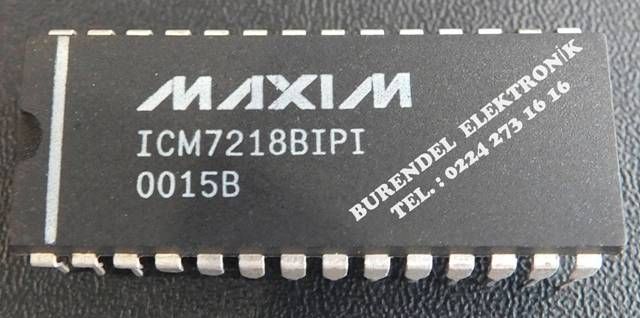 MAXIM
ICM7218BIPI
0015B
BURENDEL ELEKTRONİK
TEL.: 0224 273 16 16